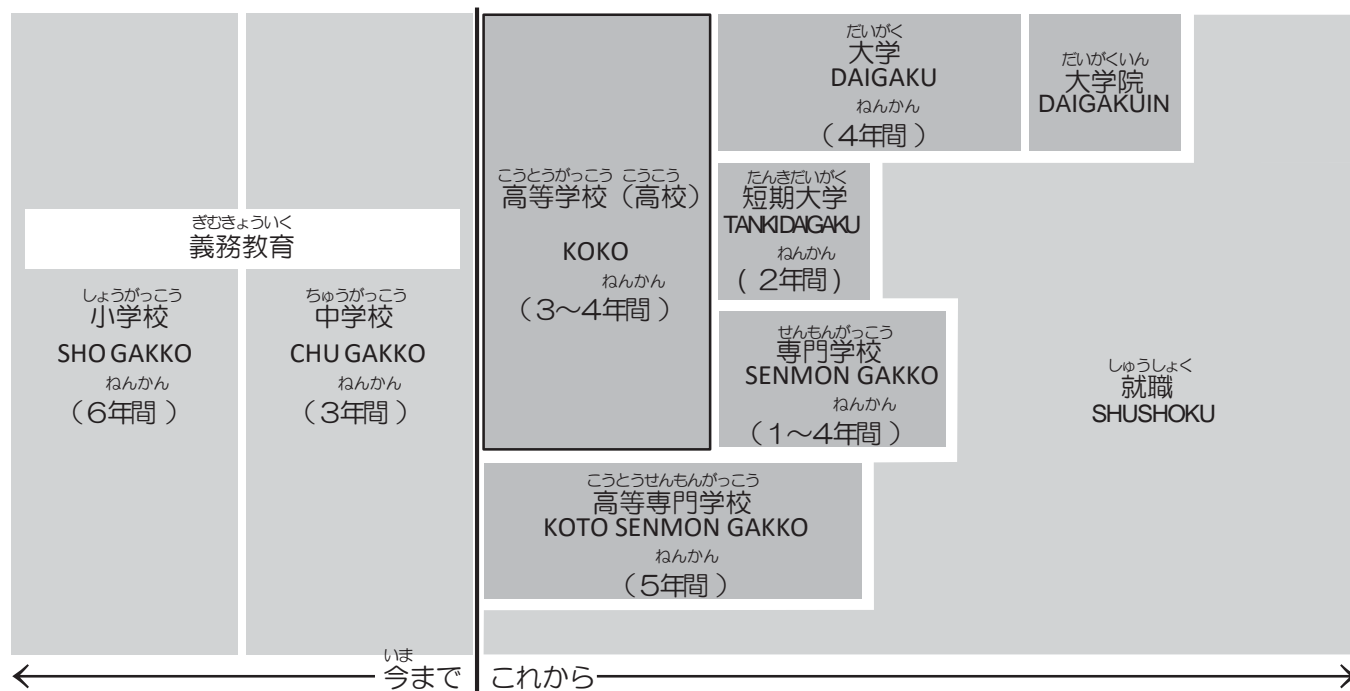 ぎむきょういく
義務教育
しょうがっこう
小学校
SHO GAKKO
ねんかん
（6年間）
ちゅうがっこう
中学校
CHU GAKKO
ねんかん
（3年間）
こうとうがっこう こうこう
高等学校（高校）
KOKO
ねんかん
（3～4年間）
だいがく
大学
DAIGAKU
ねんかん
（4年間）
だいがくいん
大学院
DAIGAKUIN
たんきだいがく
短期大学
TANKIDAIGAKU
ねんかん
(2年間)
せんもんがっこう
専門学校
SENMON GAKKO
ねんかん
（1～4年間）
こうとうせんもんがっこう
高等専門学校
KOTO SENMON GAKKO
ねんかん
（5年間）
しゅうしょく
就職
SHUSHOKU
いま
今まで
これから